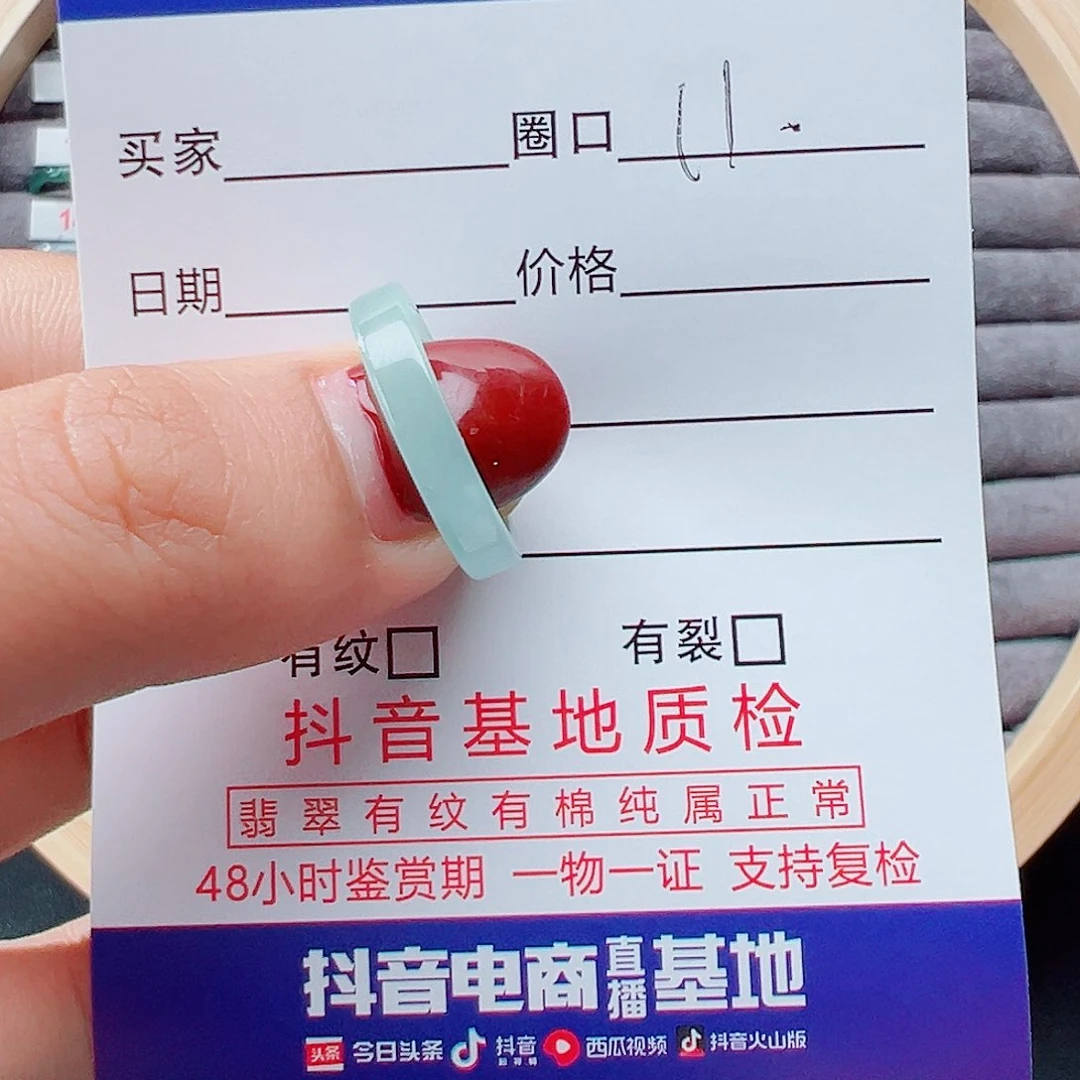 买家 圈口 11.
日期 价格
有纹 有裂
抖音基地质检
翡翠有纹有棉纯属正常
48小时鉴赏期 一物一证 支持复检
抖音电商直播基地
头条 今日头条 抖音 西瓜视频 抖音火山版